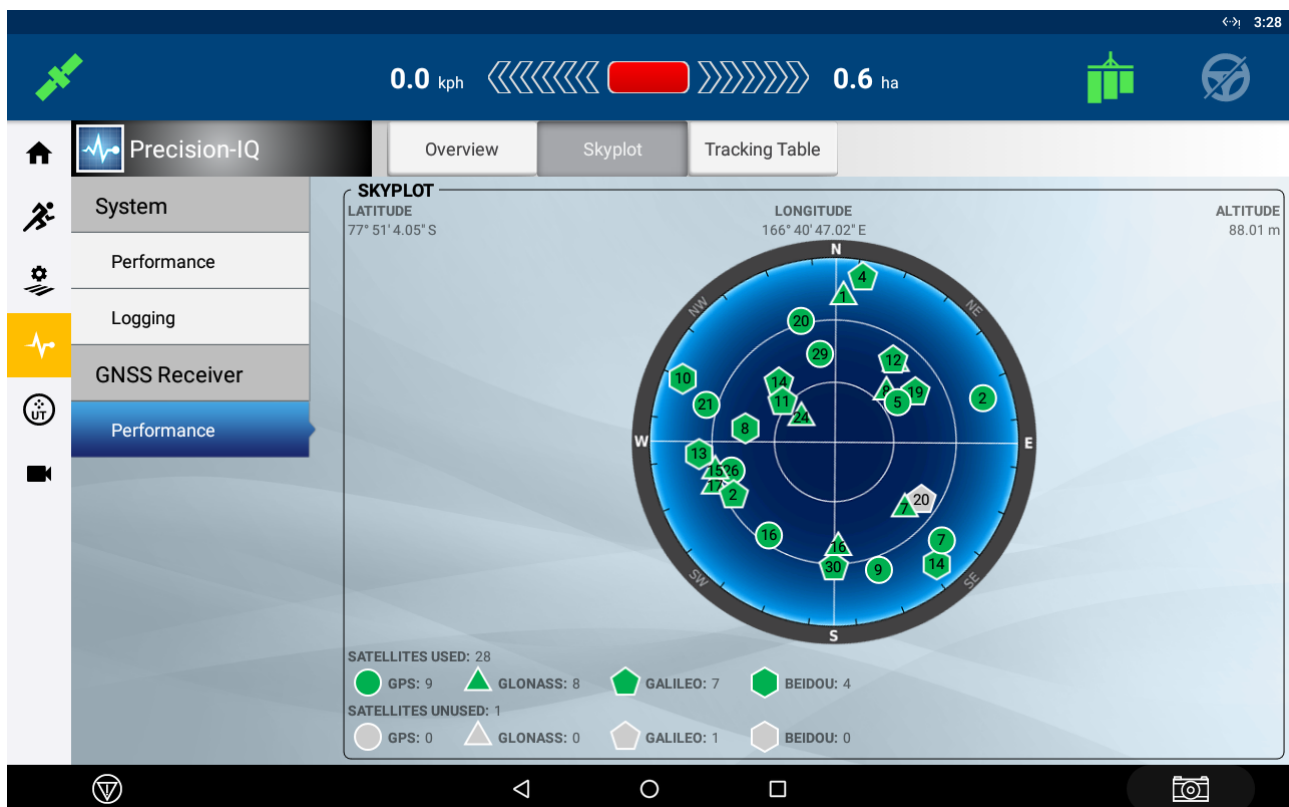 3:28
0.0 kph 0.6 ha
Precision-IQ Overview Skyplot Tracking Table
System
Performance
Logging
GNSS Receiver
Performance
UT
SKYPLOT
LATITUDE LONGITUDE ALTITUDE
77° 51' 4.05" S 166° 40' 47.02" E 88.01 m
N
4
1
NW NE
20
29
12
10 14 8 19
21 11 5 2
24
8
W E
13
15 26
17
2 20
7
16 16 7
30 9 14
SW SE
S
SATELLITES USED: 28
GPS: 9 GLONASS: 8 GALILEO: 7 BEIDOU: 4
SATELLITES UNUSED: 1
GPS: 0 GLONASS: 0 GALILEO: 1 BEIDOU: 0